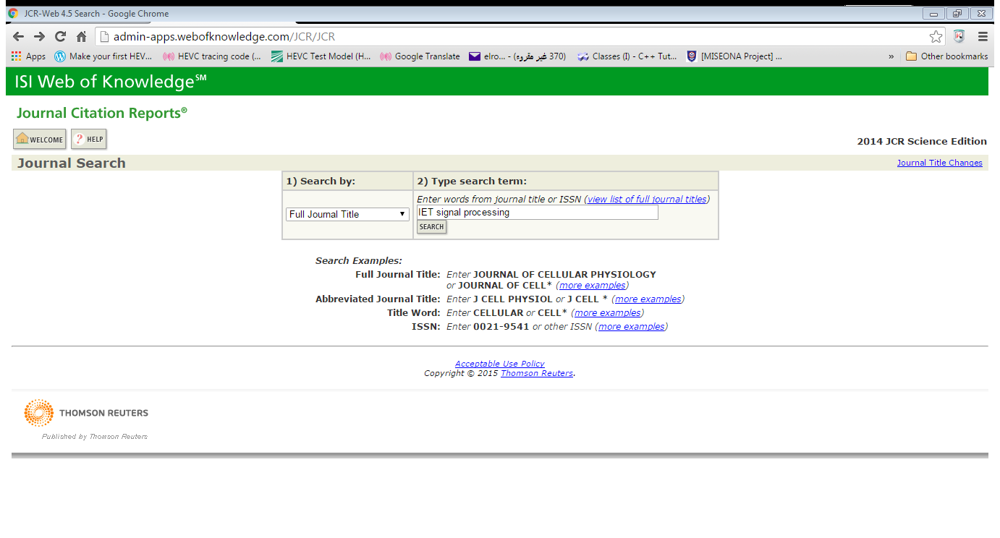 JCR-Web 4.5 Search - Google Chrome
admin-apps.webofknowledge.com/JCR/JCR
Apps Make your first HEV... HEVC tracing code (... HEVC Test Model (H... Google Translate elro... - (370 غير مقروء) Classes (I) - C++ Tut... [MISEONA Project] ... » Other bookmarks
ISI Web of Knowledge℠
Journal Citation Reports®
WELCOME ? HELP
2014 JCR Science Edition
Journal Search
Journal Title Changes
1) Search by: 2) Type search term:
Enter words from journal title or ISSN (view list of full journal titles)
Full Journal Title IET signal processing
SEARCH
Search Examples:
Full Journal Title: Enter JOURNAL OF CELLULAR PHYSIOLOGY
or JOURNAL OF CELL* (more examples)
Abbreviated Journal Title: Enter J CELL PHYSIOL or J CELL * (more examples)
Title Word: Enter CELLULAR or CELL* (more examples)
ISSN: Enter 0021-9541 or other ISSN (more examples)
Acceptable Use Policy
Copyright © 2015 Thomson Reuters.
THOMSON REUTERS
Published by Thomson Reuters